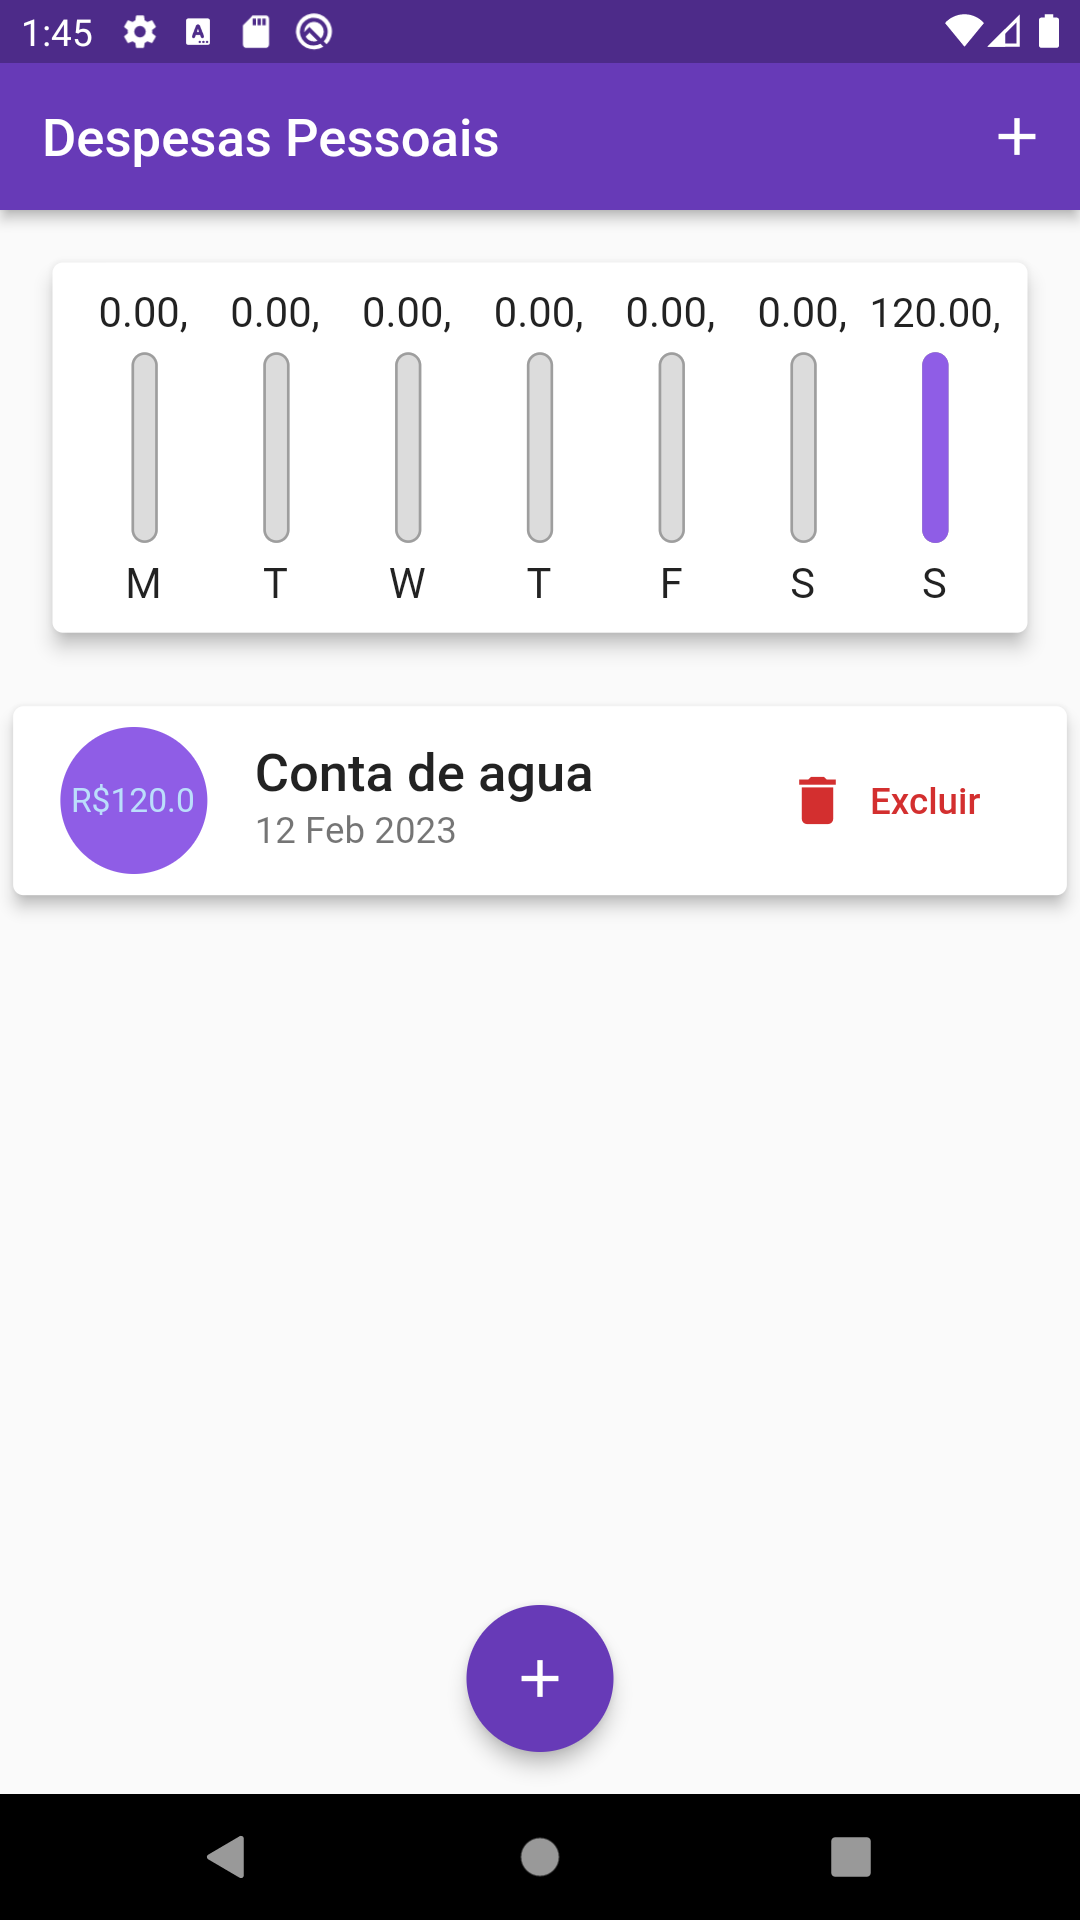 1:45
Despesas Pessoais
0.00, 0.00, 0.00, 0.00, 0.00, 0.00, 120.00,
M T W T F S S
R$120.0
Conta de agua
12 Feb 2023
Excluir